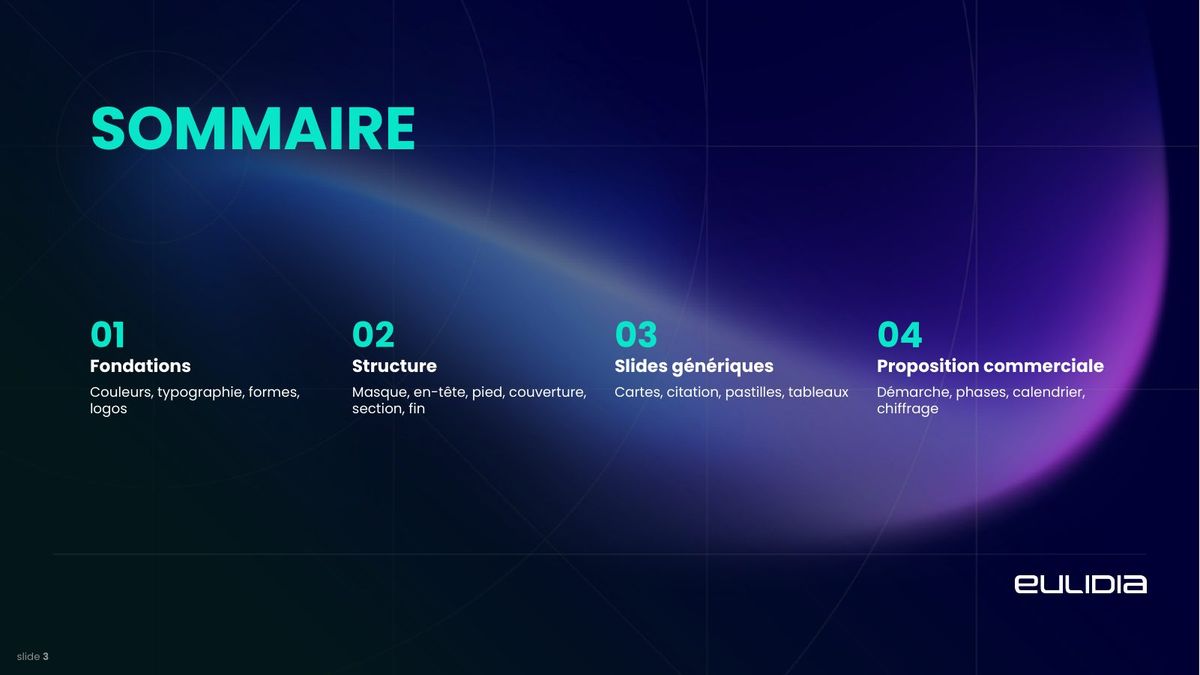 SOMMAIRE
01
Fondations
Couleurs, typographie, formes,
logos
02
Structure
Masque, en-tête, pied, couverture,
section, fin
03
Slides génériques
Cartes, citation, pastilles, tableaux
04
Proposition commerciale
Démarche, phases, calendrier,
chiffrage
eulidia
slide 3